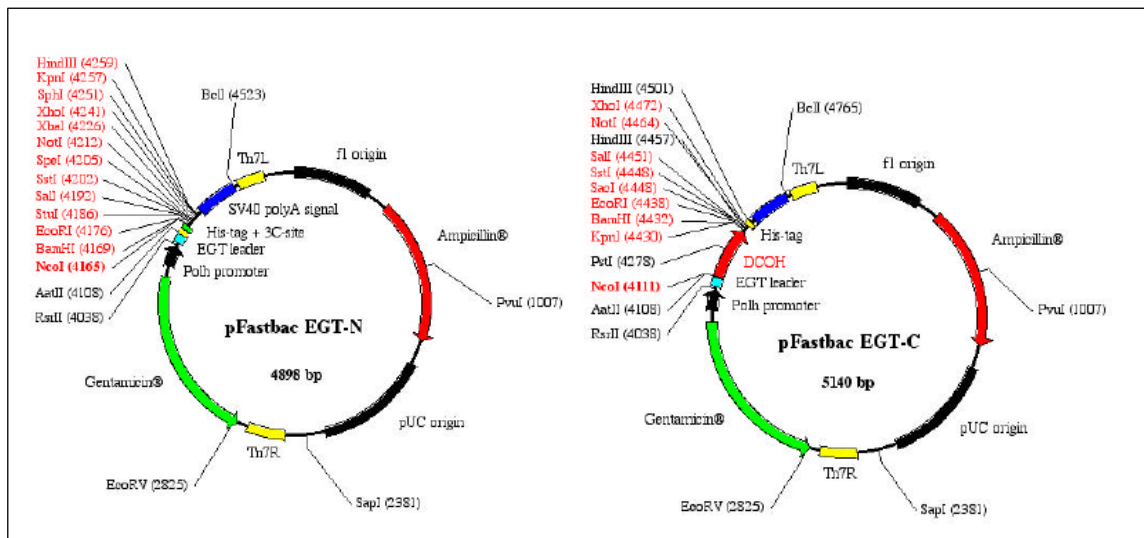 HindIII (4259)
KpnI (4257)
SphI (4251)
XhoI (4241)
XbaI (4226)
NotI (4212)
SpeI (4205)
SstI (4202)
SalI (4192)
StuI (4186)
EcoRI (4176)
BamHI (4169)
NcoI (4165)
AatII (4108)
RsrII (4038)
BclI (4523)
Tn7L
f1 origin
SV40 polyA signal
His-tag + 3C-site
EGT leader
Polh promoter
Ampicillin®
PvuI (1007)
pFastbac EGT-N
4898 bp
Gentamicin®
pUC origin
Tn7R
EcoRV (2825)
SapI (2381)
HindIII (4501)
XhoI (4472)
NotI (4464)
HindIII (4457)
SalI (4451)
SstI (4448)
SacI (4448)
EcoRI (4438)
BamHI (4432)
KpnI (4430)
PstI (4278)
NcoI (4111)
AatII (4108)
RsrII (4038)
BclI (4765)
Tn7L
f1 origin
His-tag
DCOH
EGT leader
Polh promoter
Ampicillin®
PvuI (1007)
pFastbac EGT-C
5140 bp
Gentamicin®
pUC origin
Tn7R
EcoRV (2825)
SapI (2381)